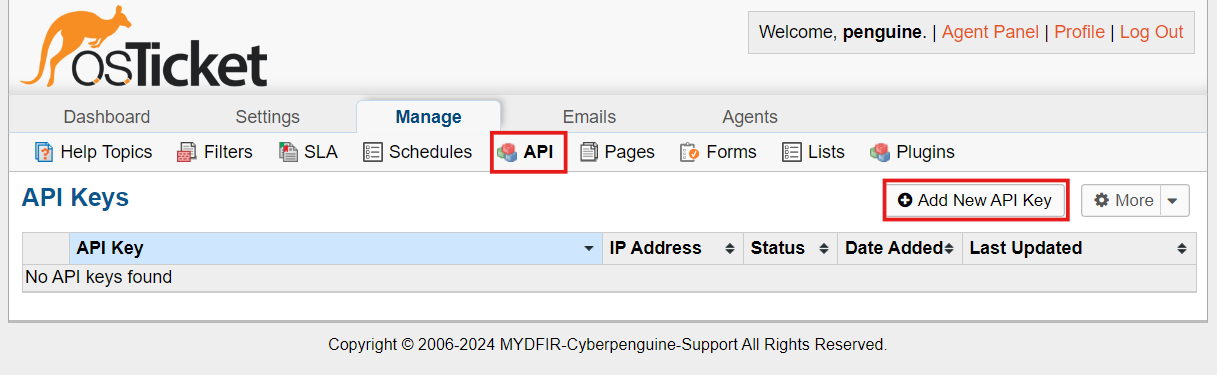 osTicket
Welcome, penguine. | Agent Panel | Profile | Log Out
Dashboard Settings Manage Emails Agents
Help Topics Filters SLA Schedules API Pages Forms Lists Plugins
API Keys
Add New API Key More
API Key IP Address Status Date Added Last Updated
No API keys found
Copyright © 2006-2024 MYDFIR-Cyberpenguine-Support All Rights Reserved.